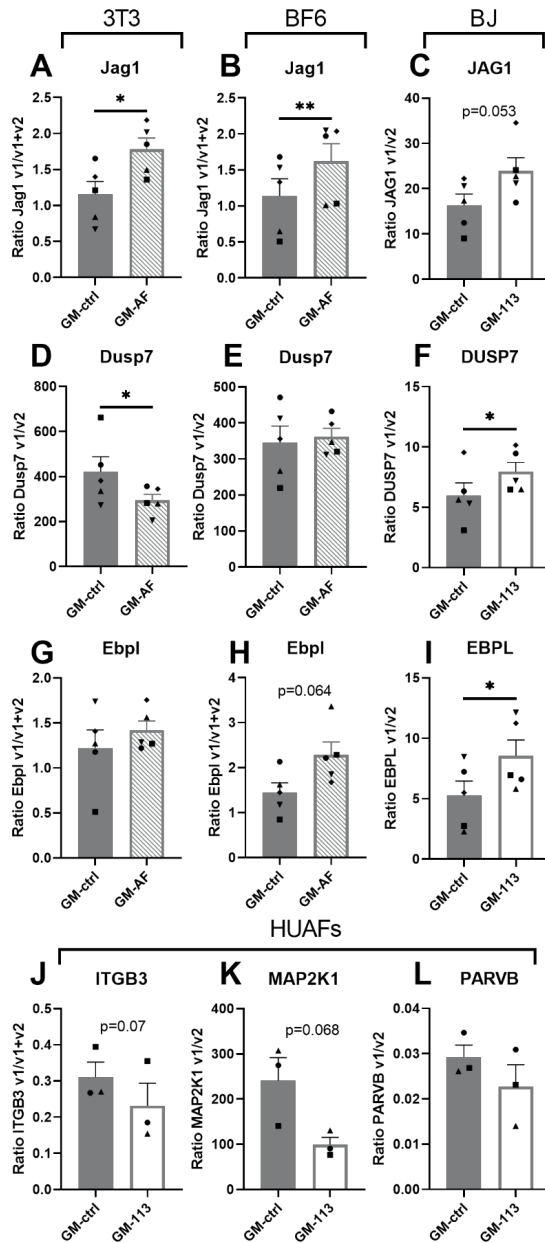 3T3 BF6 BJ
A B C
Jag1 Jag1 JAG1
* ** p=0.053
Ratio Jag1 v1/v1+v2
2.5
2.0
1.5
1.0
0.5
0.0
GM-ctrl GM-AF
Ratio Jag1 v1/v1+v2
2.5
2.0
1.5
1.0
0.5
0.0
GM-ctrl GM-AF
Ratio JAG1 v1/v2
40
30
20
10
0
GM-ctrl GM-113
D E F
Dusp7 Dusp7 DUSP7
* *
Ratio Dusp7 v1/v2
800
600
400
200
0
GM-ctrl GM-AF
Ratio Dusp7 v1/v2
500
400
300
200
100
0
GM-ctrl GM-AF
Ratio DUSP7 v1/v2
15
10
5
0
GM-ctrl GM-113
G H I
Ebpl Ebpl EBPL
p=0.064 *
Ratio Ebpl v1/v1+v2
2.0
1.5
1.0
0.5
0.0
GM-ctrl GM-AF
Ratio Ebpl v1/v1+v2
4
3
2
1
0
GM-ctrl GM-AF
Ratio EBPL v1/v2
15
10
5
0
GM-ctrl GM-113
HUAFs
J K L
ITGB3 MAP2K1 PARVB
p=0.07 p=0.068
Ratio ITGB3 v1/v1+v2
0.5
0.4
0.3
0.2
0.1
0.0
GM-ctrl GM-113
Ratio MAP2K1 v1/v2
400
300
200
100
0
GM-ctrl GM-113
Ratio PARVB v1/v2
0.04
0.03
0.02
0.01
0.00
GM-ctrl GM-113